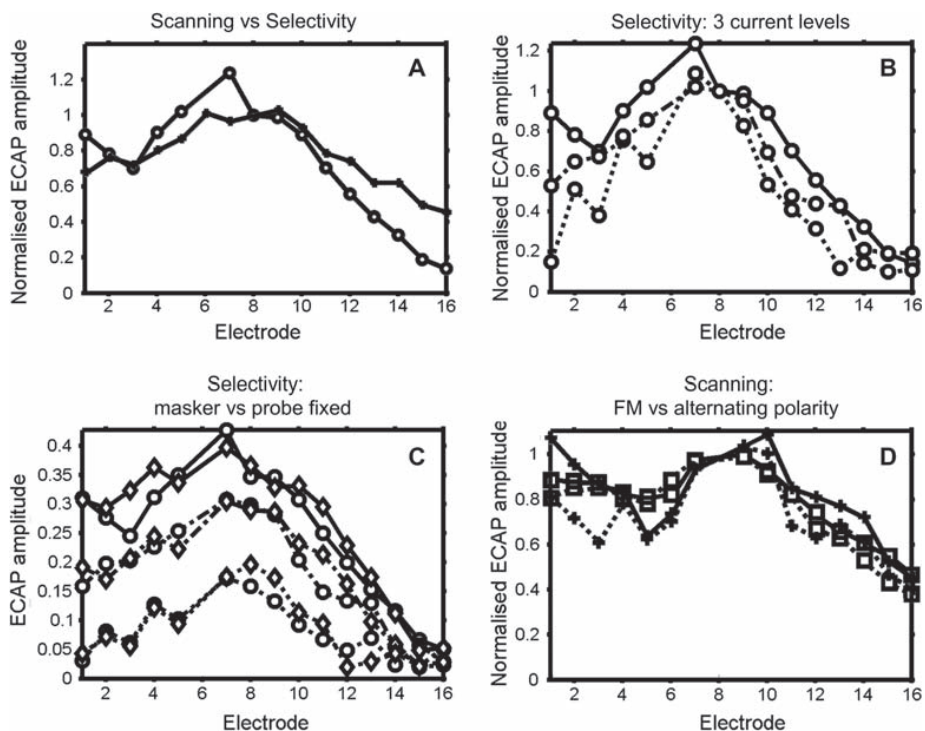 Scanning vs Selectivity
A
Normalised ECAP amplitude
1.2
1
0.8
0.6
0.4
0.2
0
2 4 6 8 10 12 14 16
Electrode
Selectivity: 3 current levels
B
Normalised ECAP amplitude
1.2
1
0.8
0.6
0.4
0.2
0
2 4 6 8 10 12 14 16
Electrode
Selectivity:
masker vs probe fixed
C
ECAP amplitude
0.4
0.35
0.3
0.25
0.2
0.15
0.1
0.05
0
2 4 6 8 10 12 14 16
Electrode
Scanning:
FM vs alternating polarity
D
Normalised ECAP amplitude
1
0.8
0.6
0.4
0.2
0
2 4 6 8 10 12 14 16
Electrode